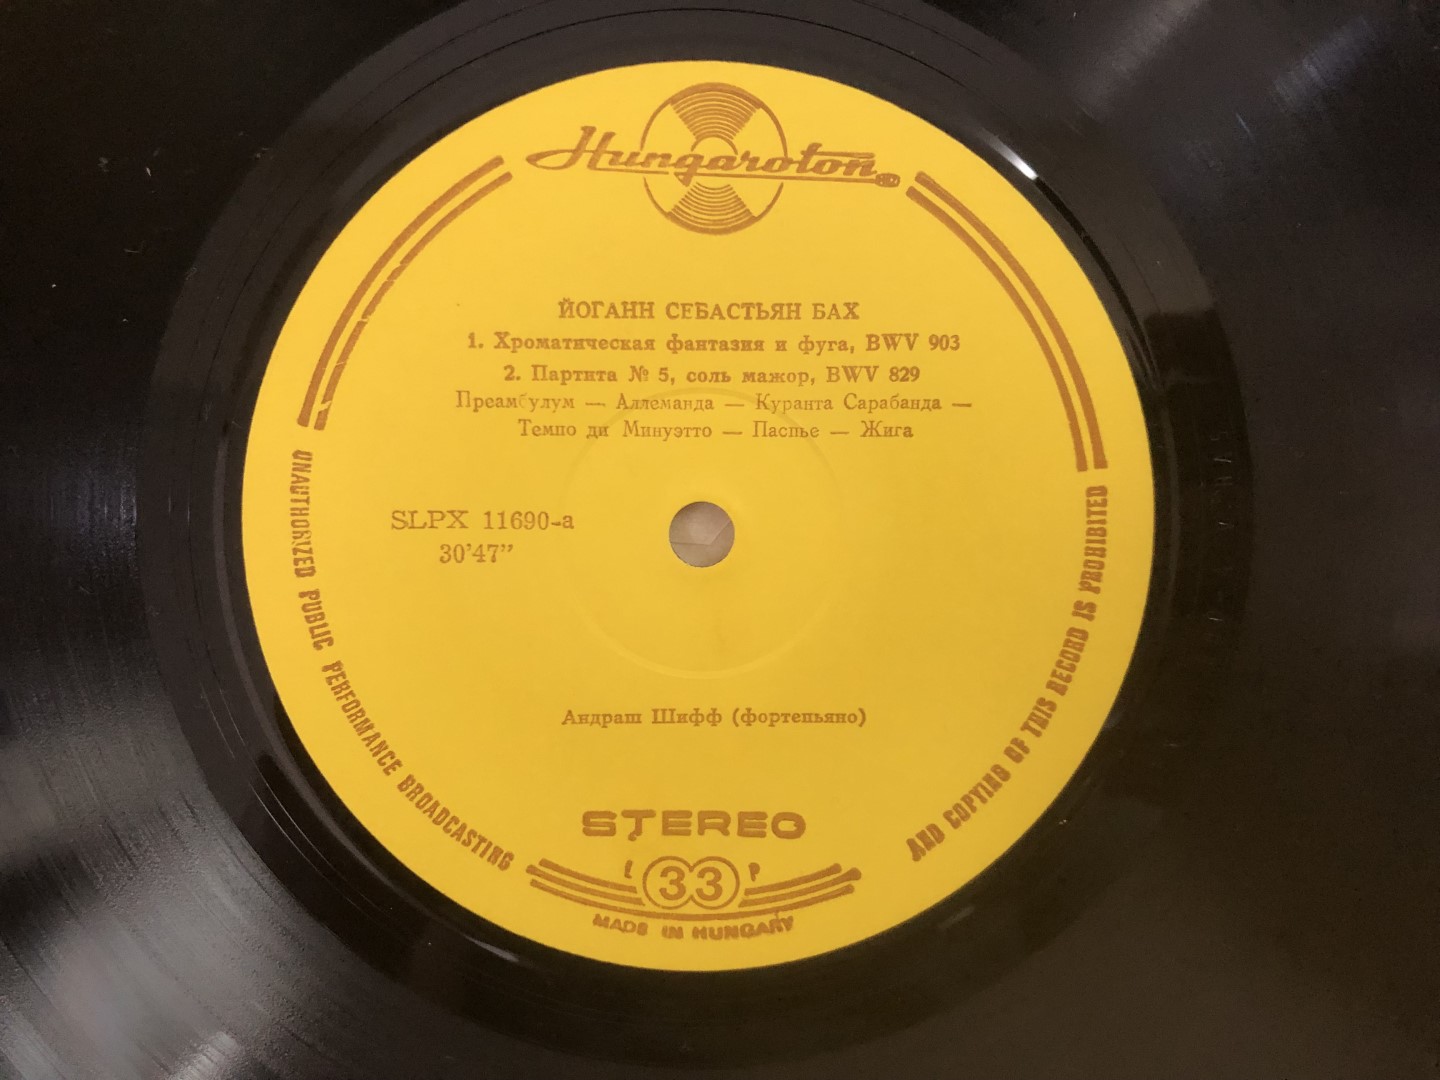 Hungaroton
ЙОГАНН СЕБАСТЬЯН БАХ
1. Хроматическая фантазия и фуга, BWV 903
2. Партита № 5, соль мажор, BWV 829
Преамбулум — Аллеманда — Куранта Сарабанда —
Темпо ди Минуэтто — Паспье — Жига
SLPX 11690-a
30'47"
Андраш Шифф (фортепьяно)
STEREO
L 33 P
MADE IN HUNGARY
UNAUTHORIZED PUBLIC PERFORMANCE BROADCASTING
AND COPYING OF THIS RECORD IS PROHIBITED